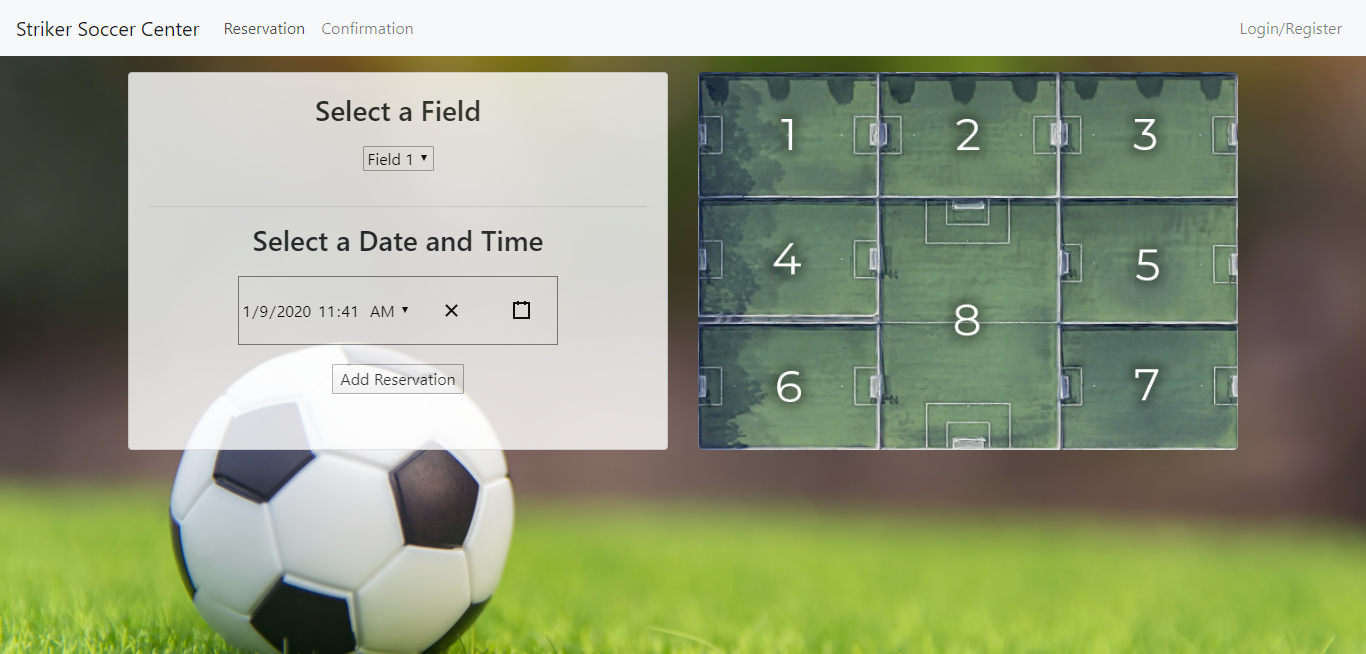 Striker Soccer Center Reservation Confirmation Login/Register
Select a Field
Field 1
Select a Date and Time
1/9/2020 11:41 AM
Add Reservation
1 2 3
4 5
8
6 7